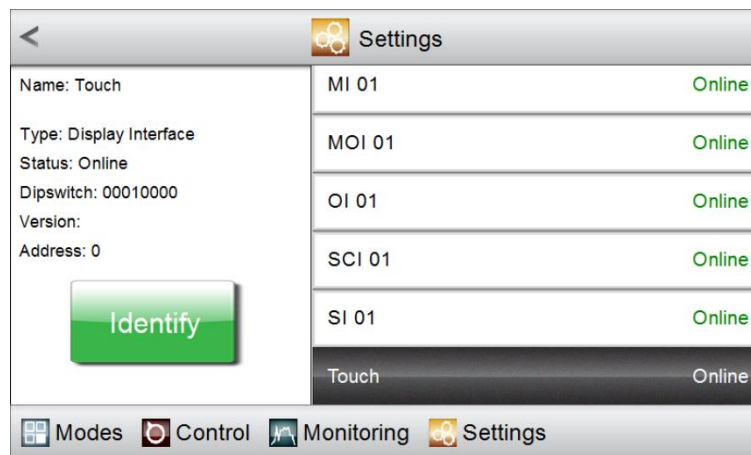 < Settings
Name: Touch
Type: Display Interface
Status: Online
Dipswitch: 00010000
Version:
Address: 0
Identify
MI 01 Online
MOI 01 Online
OI 01 Online
SCI 01 Online
SI 01 Online
Touch Online
Modes Control Monitoring Settings